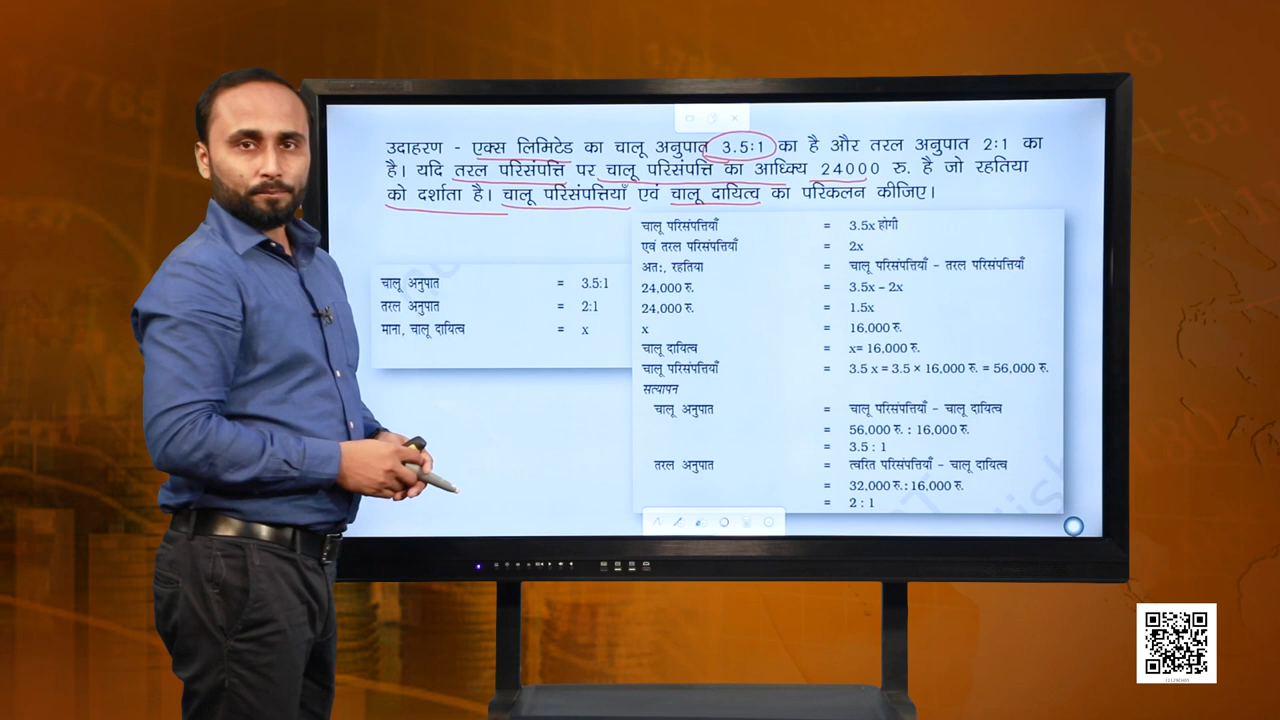 उदाहरण - एक्स लिमिटेड का चालू अनुपात 3.5:1 का है और तरल अनुपात 2:1 का
है। यदि तरल परिसंपत्ति पर चालू परिसंपत्ति का आधिक्य 24000 रु. है जो रहतिया
को दर्शाता है। चालू परिसंपत्तियाँ एवं चालू दायित्व का परिकलन कीजिए।
चालू अनुपात = 3.5:1
तरल अनुपात = 2:1
माना, चालू दायित्व = x
चालू परिसंपत्तियाँ = 3.5x होगी
एवं तरल परिसंपत्तियाँ = 2x
अत:, रहतिया = चालू परिसंपत्तियाँ - तरल परिसंपत्तियाँ
24,000 रु. = 3.5x – 2x
24,000 रु. = 1.5x
x = 16,000 रु.
चालू दायित्व = x= 16,000 रु.
चालू परिसंपत्तियाँ = 3.5 x = 3.5 × 16,000 रु. = 56,000 रु.
सत्यापन
चालू अनुपात = चालू परिसंपत्तियाँ - चालू दायित्व
= 56,000 रु. : 16,000 रु.
= 3.5 : 1
तरल अनुपात = त्वरित परिसंपत्तियाँ - चालू दायित्व
= 32,000 रु.:16,000 रु.
= 2 : 1